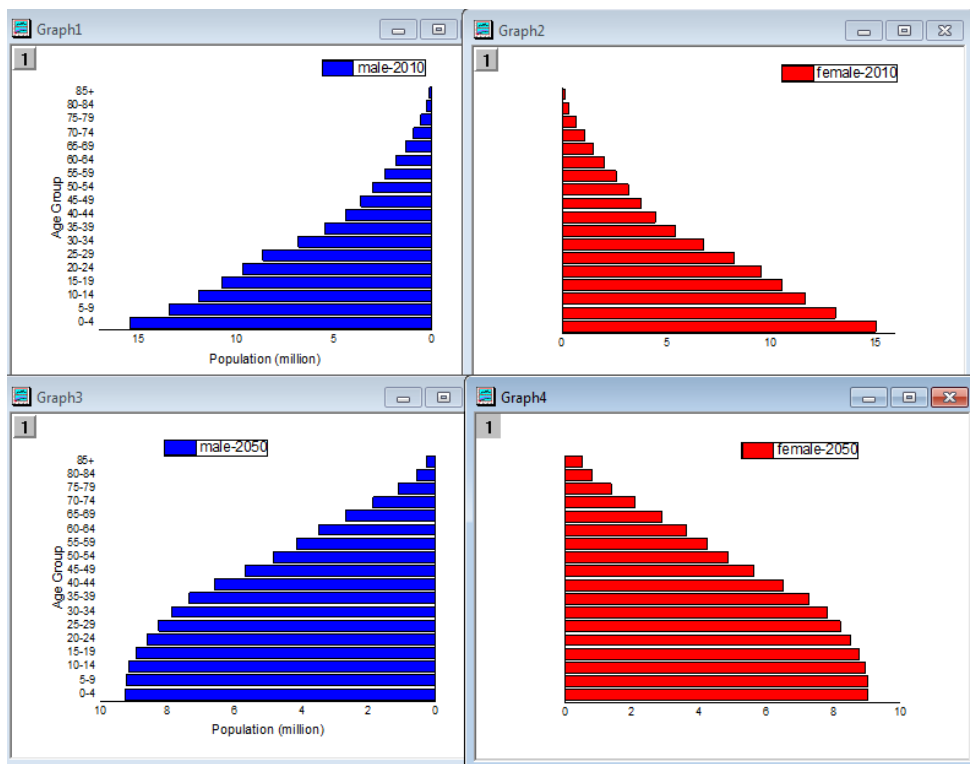 Graph1
1
male-2010
85+
80-84
75-79
70-74
65-69
60-64
55-59
50-54
45-49
40-44
35-39
30-34
25-29
20-24
15-19
10-14
5-9
0-4
Age Group
15 10 5 0
Population (million)
Graph2
1
female-2010
0 5 10 15
Graph3
1
male-2050
85+
80-84
75-79
70-74
65-69
60-64
55-59
50-54
45-49
40-44
35-39
30-34
25-29
20-24
15-19
10-14
5-9
0-4
Age Group
10 8 6 4 2 0
Population (million)
Graph4
1
female-2050
0 2 4 6 8 10